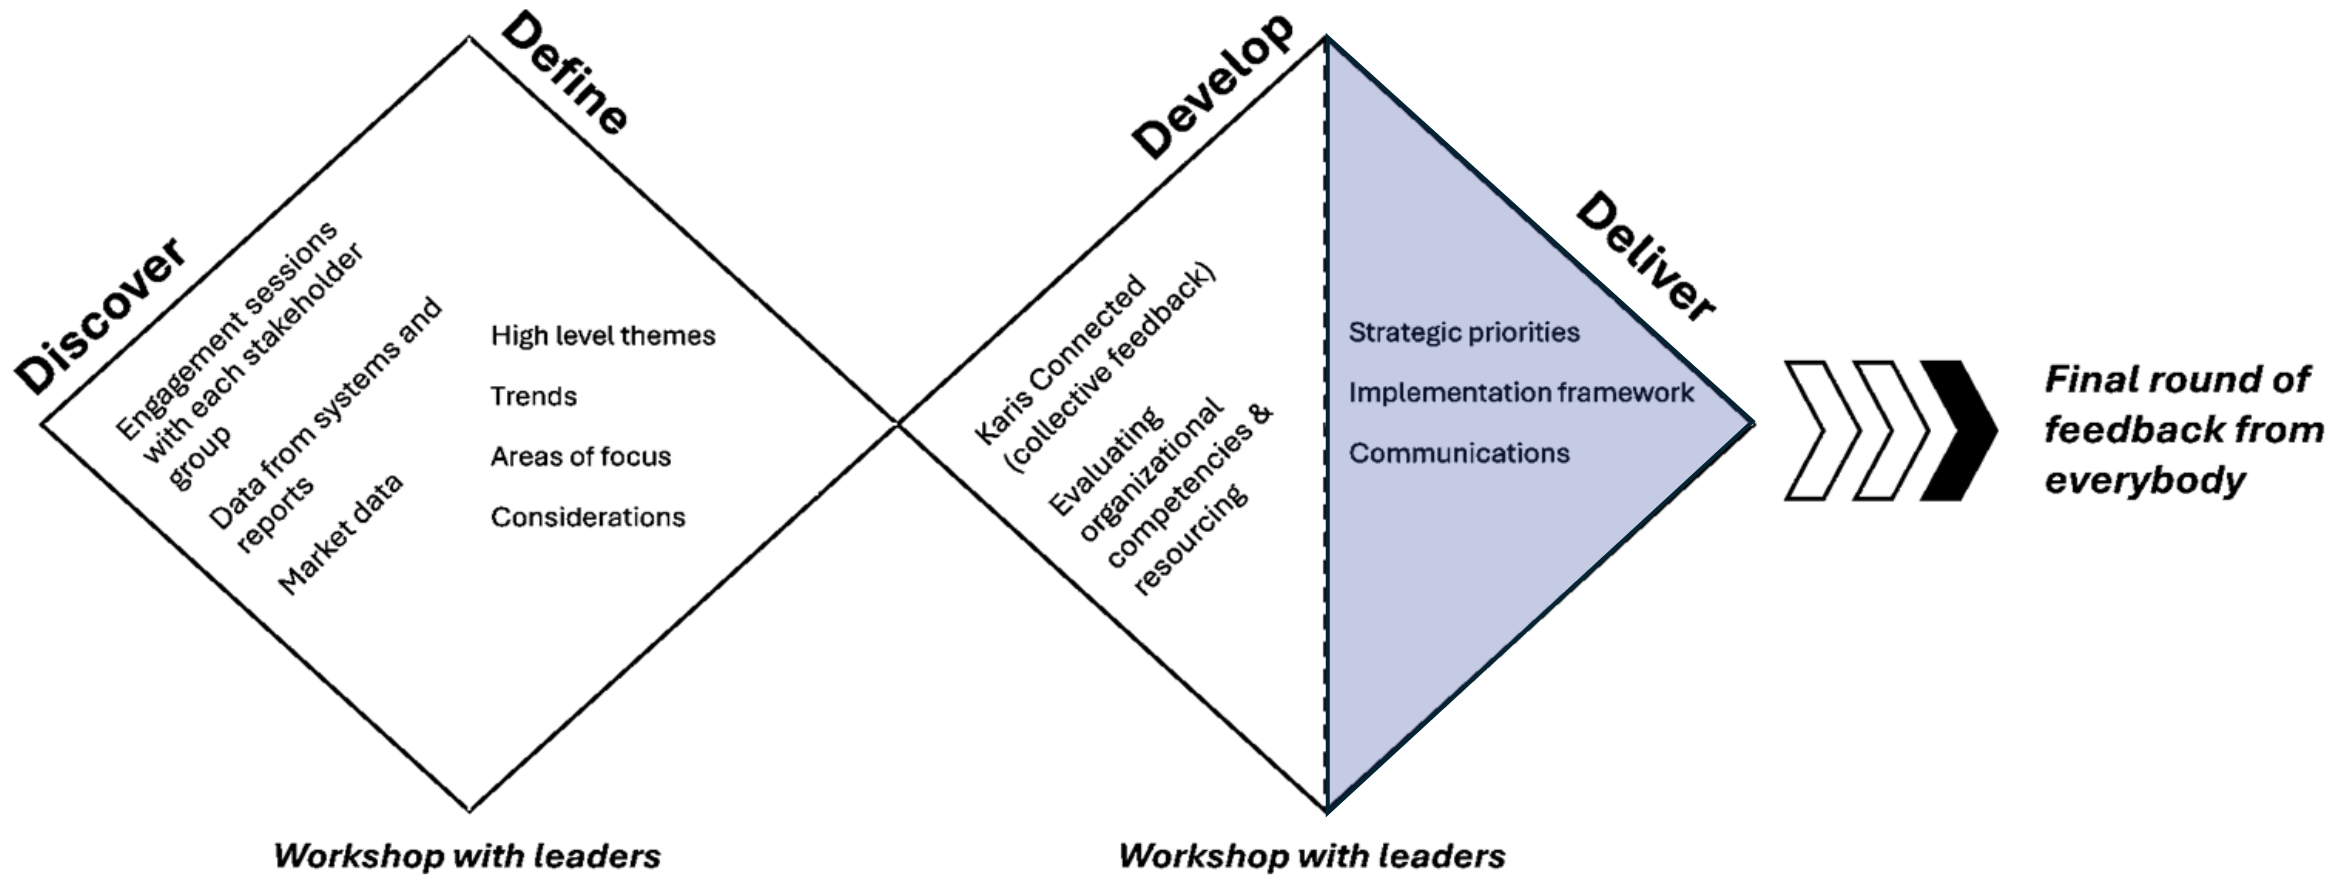 Discover
Engagement sessions
with each stakeholder
group
Data from systems and
reports
Market data
Define
High level themes
Trends
Areas of focus
Considerations
Workshop with leaders
Develop
Karis Connected
(collective feedback)
Evaluating
organizational
competencies &
resourcing
Deliver
Strategic priorities
Implementation framework
Communications
Workshop with leaders
Final round of
feedback from
everybody